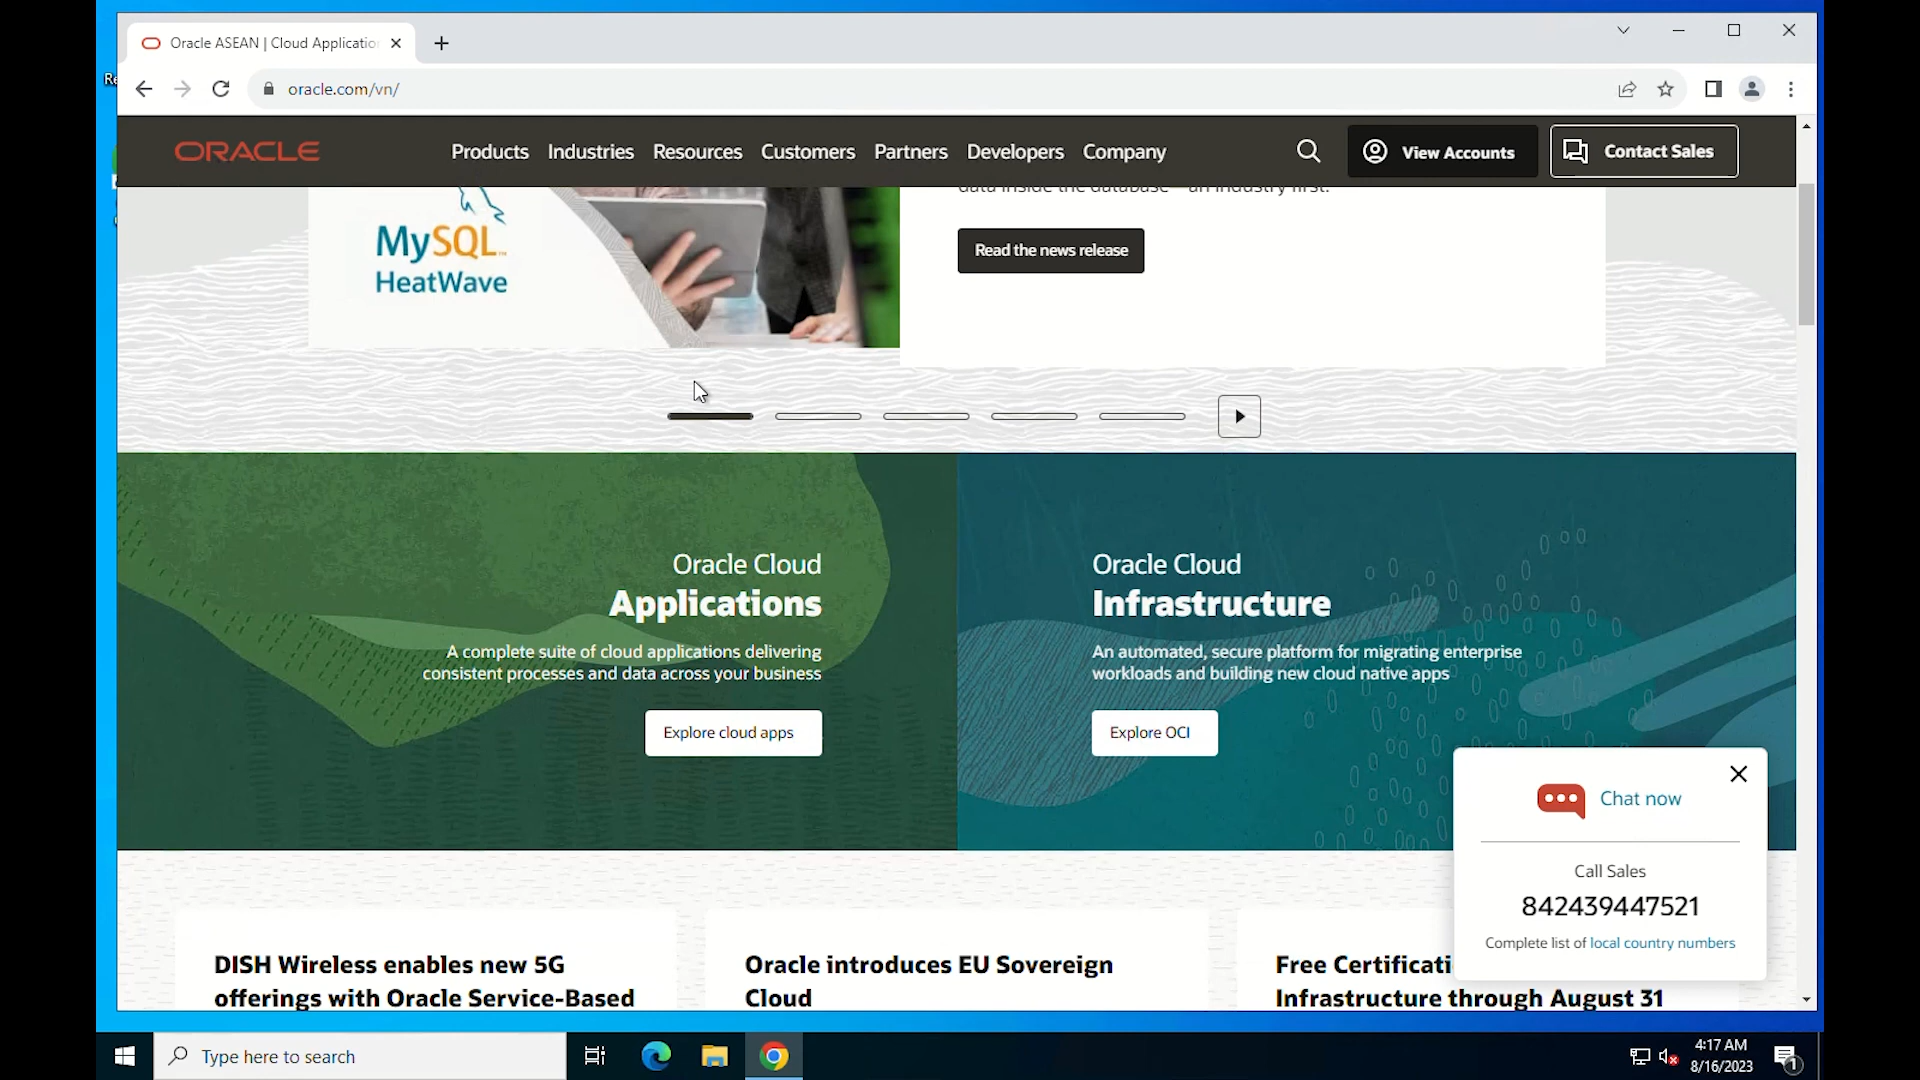 Oracle ASEAN | Cloud Applicatio
Re
oracle.com/vn/
ORACLE
Products
Industries
Resources
Customers
Partners
Developers
Company
View Accounts
Contact Sales
data inside the database—an industry first.
MySQL
HeatWave
Read the news release
Oracle Cloud
Applications
A complete suite of cloud applications delivering
consistent processes and data across your business
Explore cloud apps
Oracle Cloud
Infrastructure
An automated, secure platform for migrating enterprise
workloads and building new cloud native apps
Explore OCI
Chat now
Call Sales
842439447521
Complete list of local country numbers
DISH Wireless enables new 5G
offerings with Oracle Service-Based
Oracle introduces EU Sovereign
Cloud
Free Certificati
Infrastructure through August 31
Type here to search
4:17 AM
8/16/2023
1